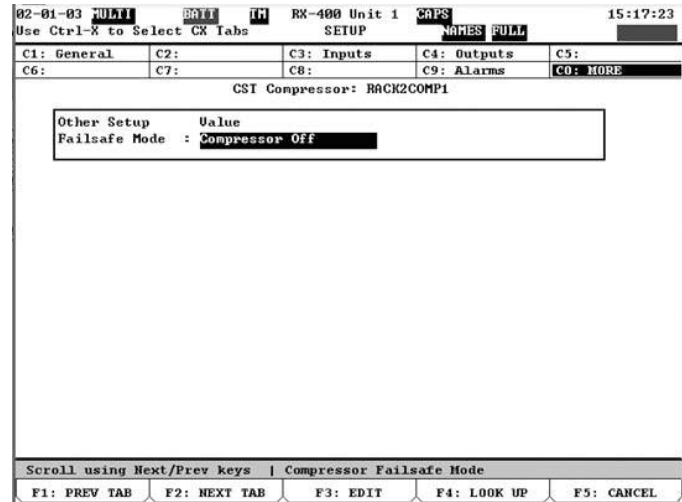 02-01-03 MULTI BATT TM RX-400 Unit 1 CAPS 15:17:23
Use Ctrl-X to Select CX Tabs SETUP NAMES FULL
C1: General C2: C3: Inputs C4: Outputs C5:
C6: C7: C8: C9: Alarms C0: MORE
CST Compressor: RACK2COMP1
Other Setup Value
Failsafe Mode : Compressor Off
Scroll using Next/Prev keys | Compressor Failsafe Mode
F1: PREV TAB F2: NEXT TAB F3: EDIT F4: LOOK UP F5: CANCEL